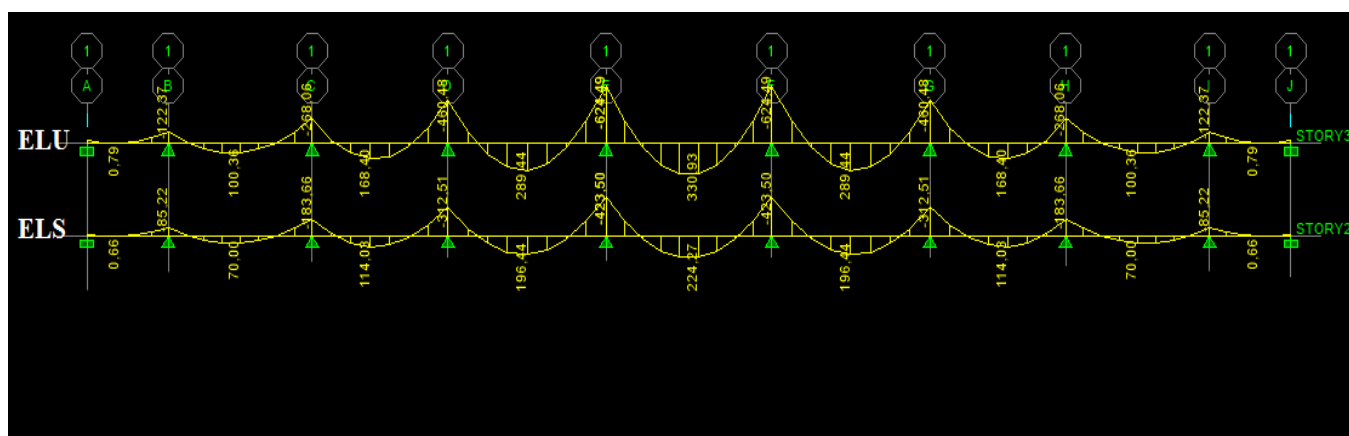 1 1 1 1 1 1 1 1 1 1
A B C D F G H I J
-122,37 -268,06 -460,48 -624,49 -624,49 -460,48 -268,06 -122,37
ELU
STORY3
0,79 100,36 168,40 289,44 330,93 289,44 168,40 100,36 0,79
-85,22 -183,66 -312,51 -423,50 -423,50 -312,51 -183,66 -85,22
ELS
STORY2
0,66 70,00 114,03 196,44 224,27 196,44 114,03 70,00 0,66